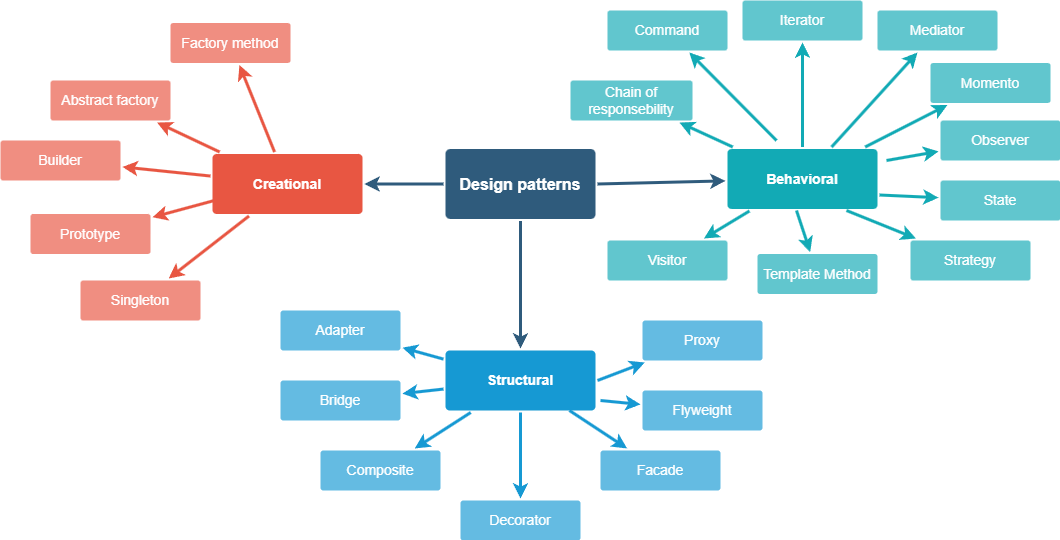 Factory method
Abstract factory
Builder
Creational
Prototype
Singleton
Design patterns
Iterator
Command
Mediator
Chain of
responsebility
Momento
Observer
Behavioral
State
Visitor
Template Method
Strategy
Adapter
Proxy
Structural
Bridge
Flyweight
Composite
Facade
Decorator